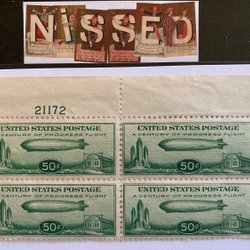 NiSSED
21172
UNITED STATES POSTAGE UNITED STATES POSTAGE
A CENTURY OF PROGRESS FLIGHT A CENTURY OF PROGRESS FLIGHT
50¢ 50¢
UNITED STATES POSTAGE UNITED STATES POSTAGE
A CENTURY OF PROGRESS FLIGHT A CENTURY OF PROGRESS FLIGHT
50¢ 50¢